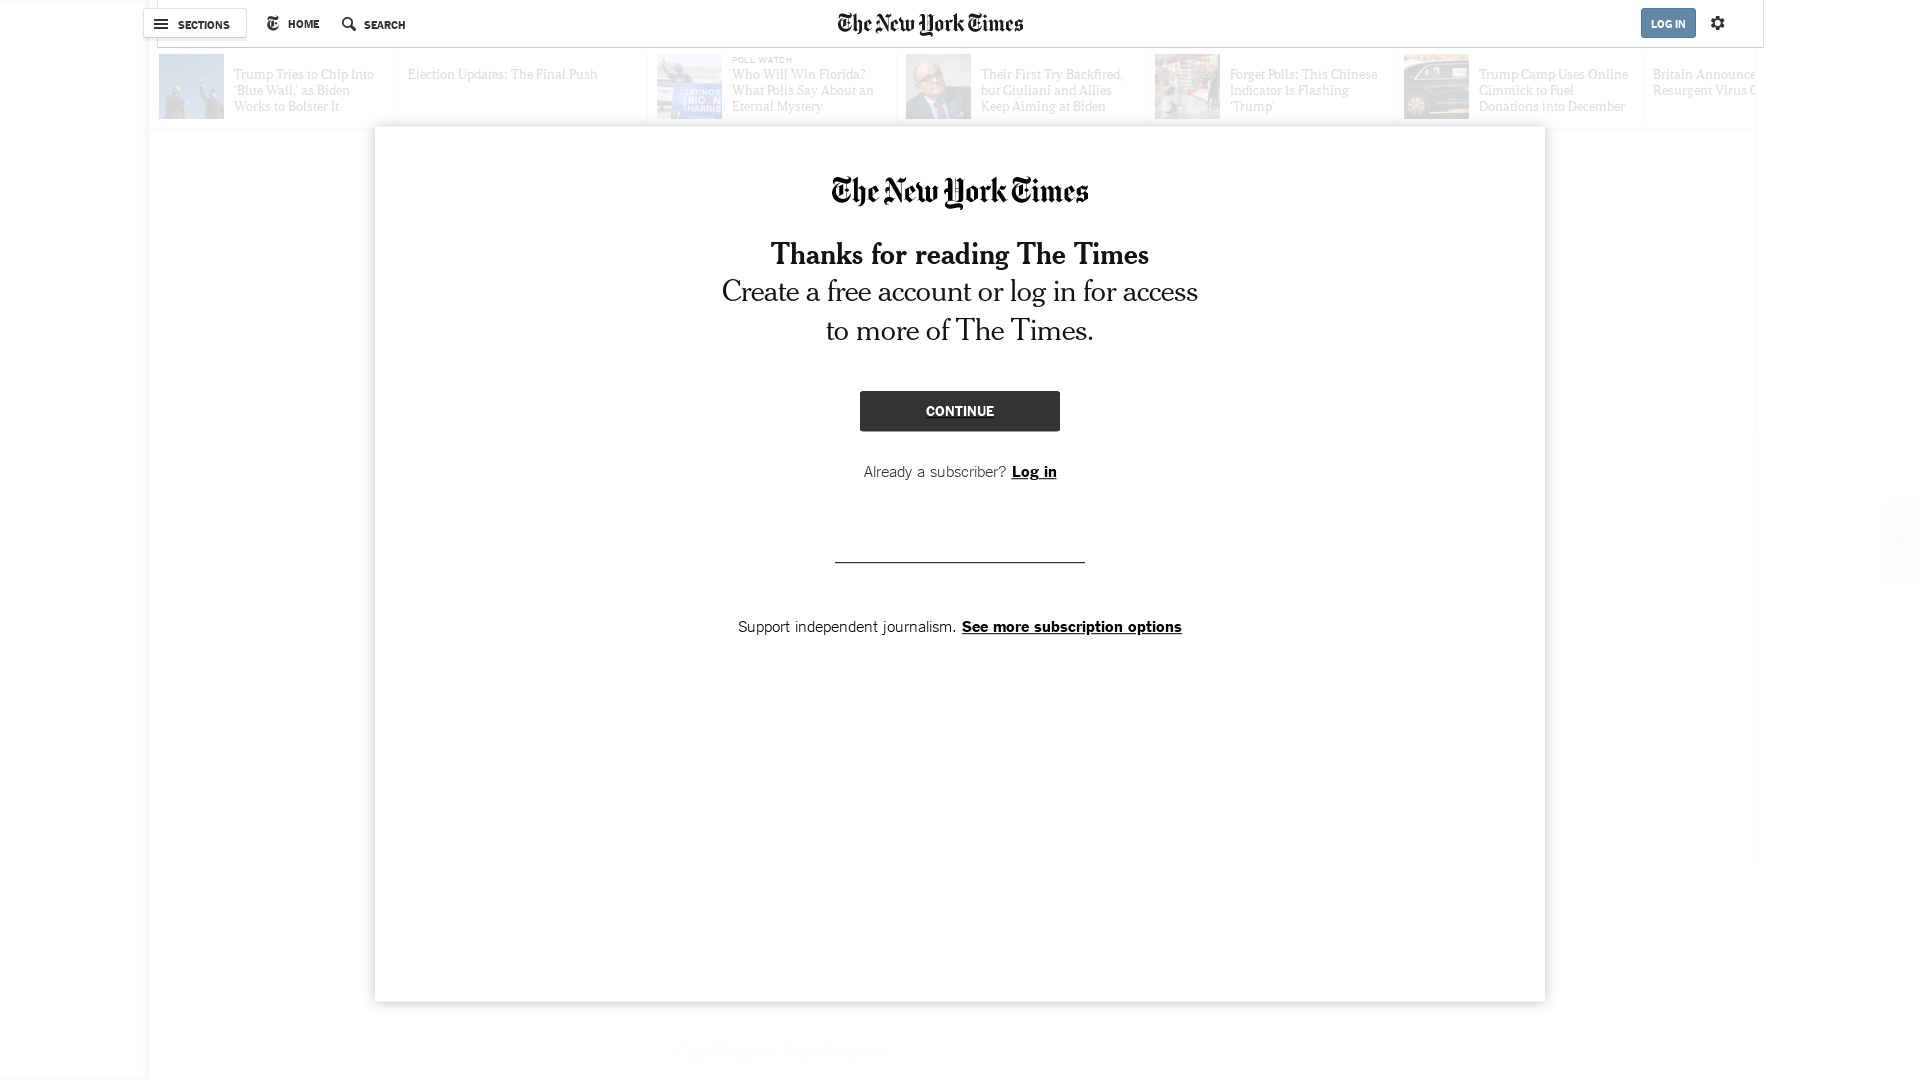 SECTIONS
HOME
SEARCH
The New York Times
LOG IN
Trump Tries to Chip Into
‘Blue Wall,’ as Biden
Works to Bolster It
Election Updates: The Final Push
POLL WATCH
Who Will Win Florida?
What Polls Say About an
Eternal Mystery
Their First Try Backfired,
but Giuliani and Allies
Keep Aiming at Biden
Forget Polls: This Chinese
Indicator Is Flashing
‘Trump’
Trump Camp Uses Online
Gimmick to Fuel
Donations into December
Britain Announce
Resurgent Virus
LATINOS
BIDEN
HARRIS
The New York Times
Thanks for reading The Times
Create a free account or log in for access
to more of The Times.
CONTINUE
Already a subscriber? Log in
Support independent journalism. See more subscription options